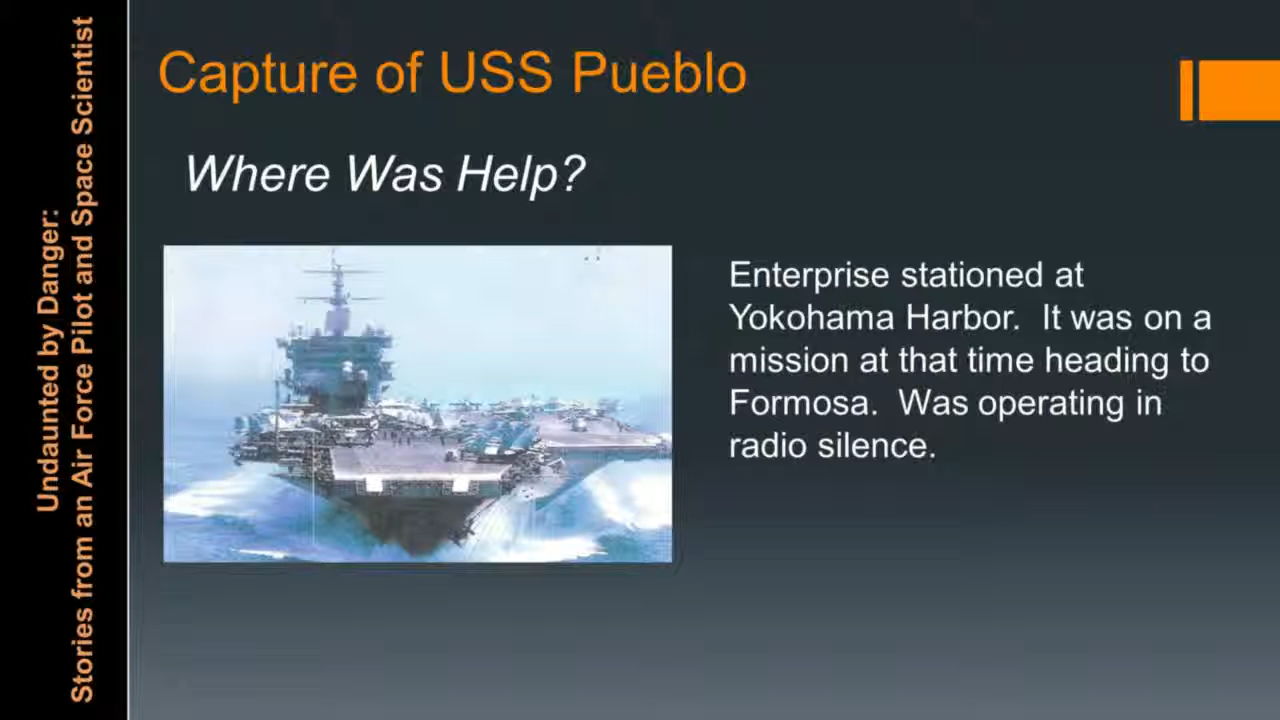 Undaunted by Danger:
Stories from an Air Force Pilot and Space Scientist
Capture of USS Pueblo
Where Was Help?
Enterprise stationed at
Yokohama Harbor.  It was on a
mission at that time heading to
Formosa.  Was operating in
radio silence.